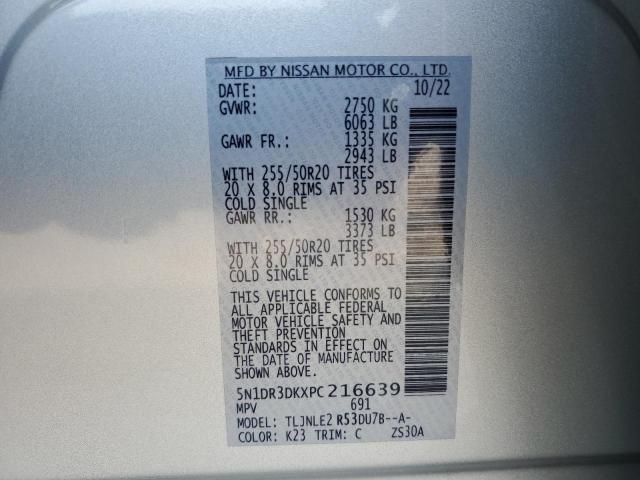 MFD BY NISSAN MOTOR CO., LTD.
DATE: 10/22
GVWR: 2750 KG
6063 LB
GAWR FR.: 1335 KG
2943 LB
WITH 255/50R20 TIRES
20 X 8.0 RIMS AT 35 PSI
COLD SINGLE
GAWR RR.: 1530 KG
3373 LB
WITH 255/50R20 TIRES
20 X 8.0 RIMS AT 35 PSI
COLD SINGLE
THIS VEHICLE CONFORMS TO
ALL APPLICABLE FEDERAL
MOTOR VEHICLE SAFETY AND
THEFT PREVENTION
STANDARDS IN EFFECT ON
THE DATE OF MANUFACTURE
SHOWN ABOVE.
5N1DR3DKXPC216639
MPV 691
MODEL: TLJNLE2 R53DU7B--A-
COLOR: K23 TRIM: C ZS30A